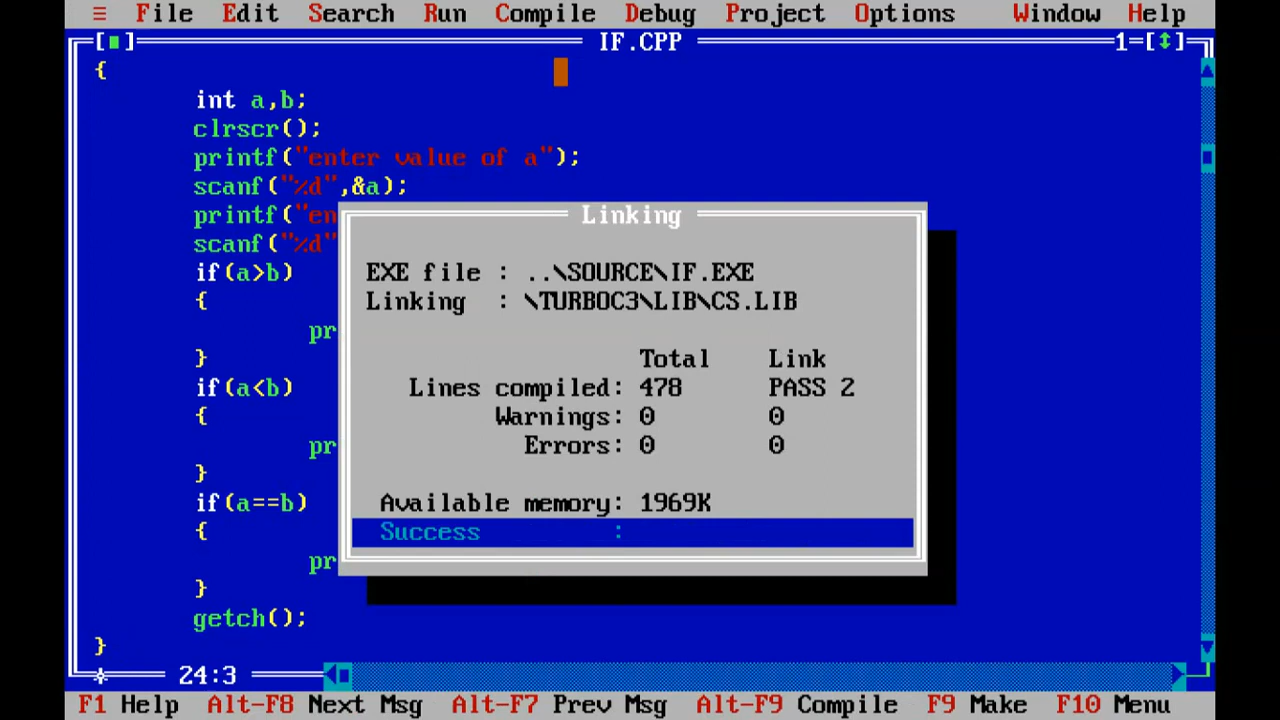 ≡ File Edit Search Run Compile Debug Project Options Window Help
[■] IF.CPP 1=[↕]
{
int a,b;
clrscr();
printf("enter value of a");
scanf("%d",&a);
printf("en
scanf("%d"
if(a>b)
{
pr
}
if(a<b)
{
pr
}
if(a==b)
{
pr
}
getch();
}
Linking
EXE file : ..\SOURCE\IF.EXE
Linking : \TURBOC3\LIB\CS.LIB
Total Link
Lines compiled: 478 PASS 2
Warnings: 0 0
Errors: 0 0
Available memory: 1969K
Success :
24:3
F1 Help Alt-F8 Next Msg Alt-F7 Prev Msg Alt-F9 Compile F9 Make F10 Menu